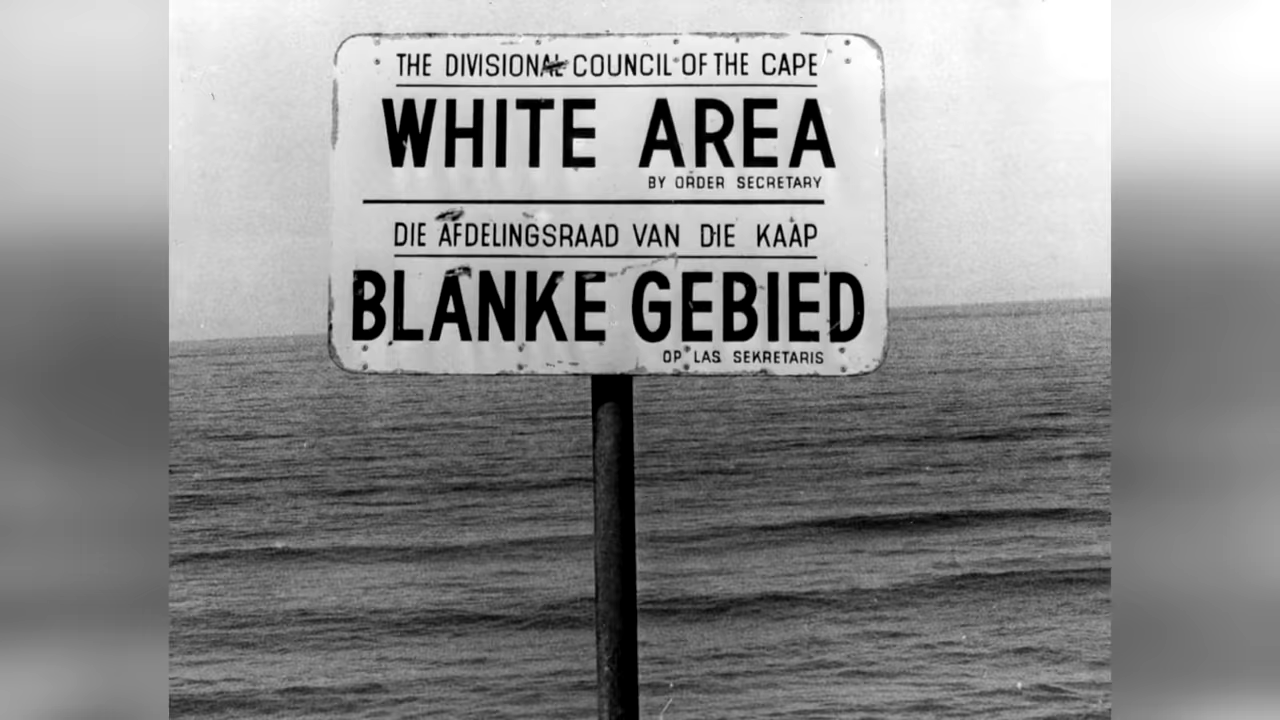 THE DIVISIONAL COUNCIL OF THE CAPE
WHITE AREA
BY ORDER SECRETARY
DIE AFDELINGSRAAD VAN DIE KAAP
BLANKE GEBIED
OP LAS SEKRETARIS